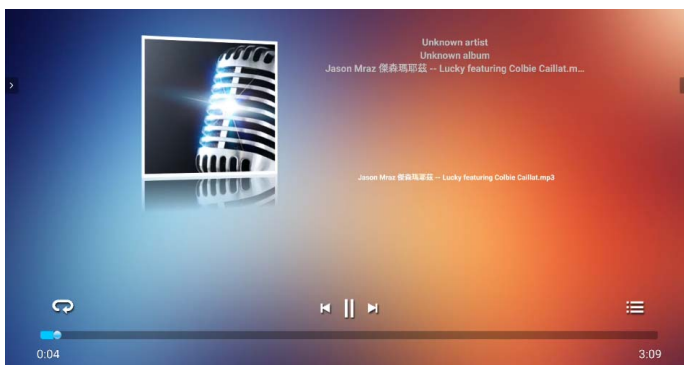 Unknown artist
Unknown album
Jason Mraz 傑森瑪耶茲 -- Lucky featuring Colbie Caillat.m...
Jason Mraz 傑森瑪耶茲 -- Lucky featuring Colbie Caillat.mp3
0:04
3:09